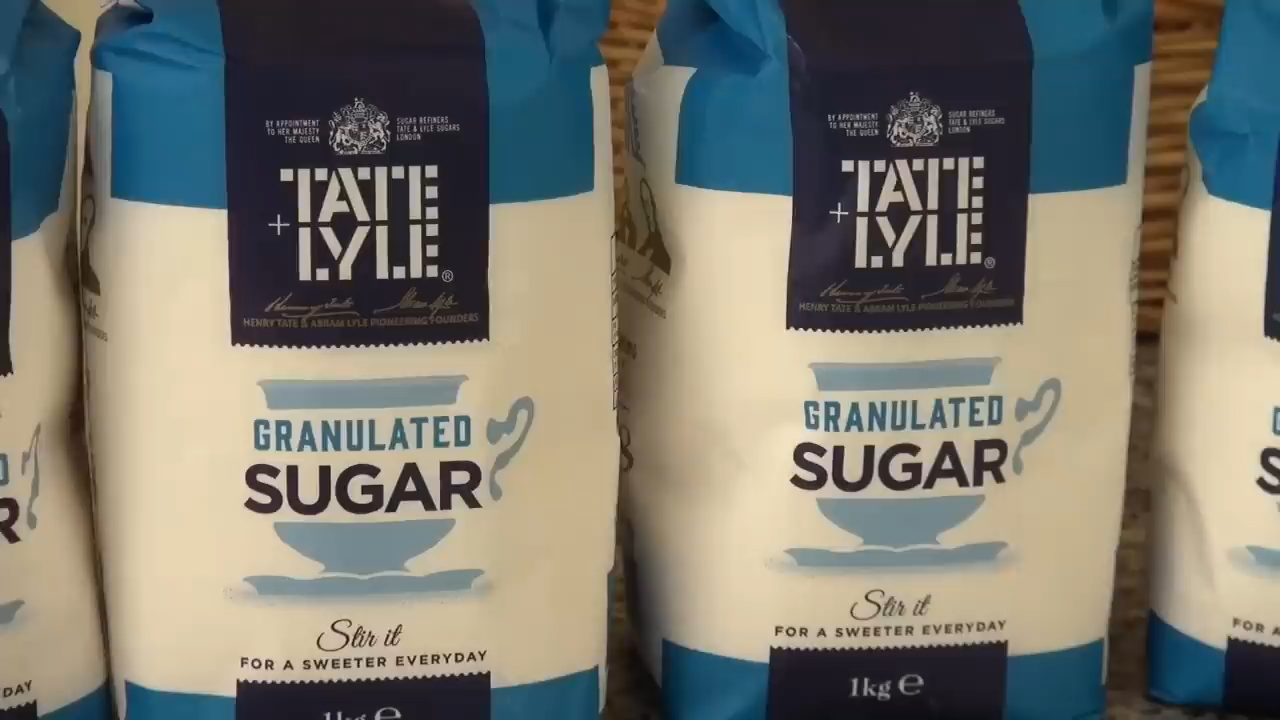 BY APPOINTMENT
TO HER MAJESTY
THE QUEEN
SUGAR REFINERS
TATE & LYLE SUGARS
LONDON
TATE
+ LYLE®
HENRY TATE & ABRAM LYLE PIONEERING FOUNDERS
GRANULATED
SUGAR
Stir it
FOR A SWEETER EVERYDAY
1kg e
BY APPOINTMENT
TO HER MAJESTY
THE QUEEN
SUGAR REFINERS
TATE & LYLE SUGARS
LONDON
TATE
+ LYLE®
HENRY TATE & ABRAM LYLE PIONEERING FOUNDERS
GRANULATED
SUGAR
Stir it
FOR A SWEETER EVERYDAY
1kg e
DAY
FOR A